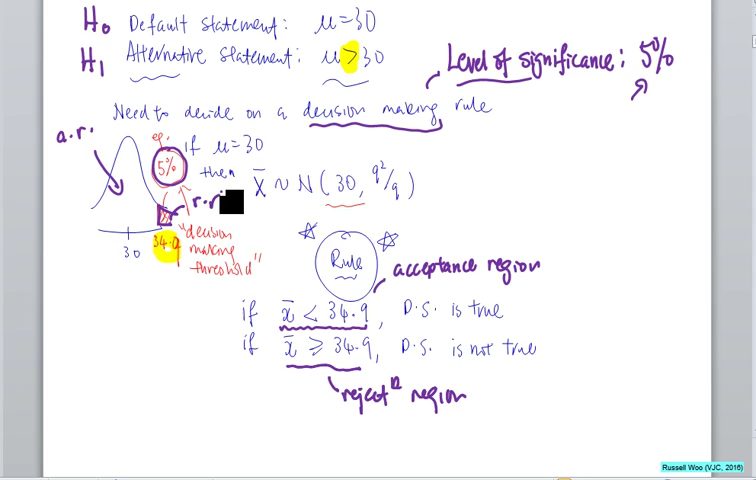 H₀ Default statement: μ=30
H₁ Alternative statement: μ>30
Level of significance: 5%
Need to decide on a decision making rule
a.r.
eg.
5%
if μ=30
then X̄ ~ N(30, 9²/9)
r.r
30
34.9
"decision
making
threshold"
Rule
acceptance region
if x̄ < 34.9, D.S. is true
if x̄ ⩾ 34.9, D.S. is not true
rejectⁿ region
Russell Woo (VJC, 2016)